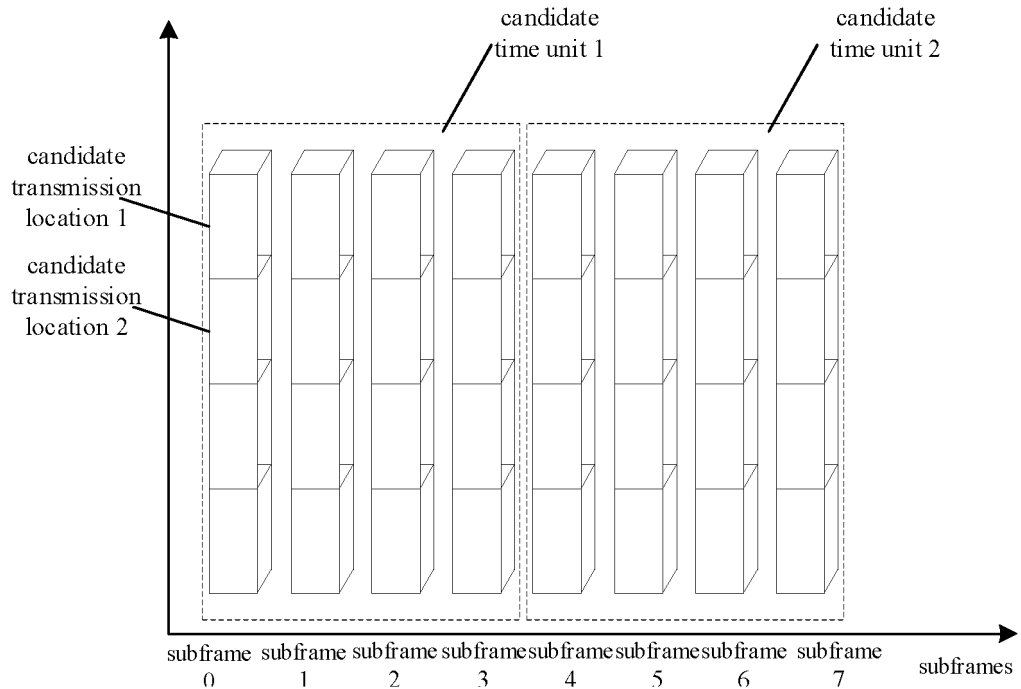 candidate
time unit 1
candidate
time unit 2
candidate
transmission
location 1
candidate
transmission
location 2
subframe subframe subframe subframe subframe subframe subframe subframe
0 1 2 3 4 5 6 7
subframes